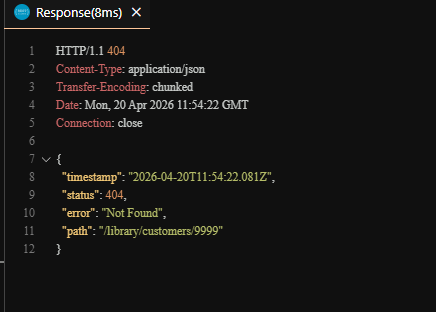 Response(8ms)
1 HTTP/1.1 404
2 Content-Type: application/json
3 Transfer-Encoding: chunked
4 Date: Mon, 20 Apr 2026 11:54:22 GMT
5 Connection: close
6
7 {
8 "timestamp": "2026-04-20T11:54:22.081Z",
9 "status": 404,
10 "error": "Not Found",
11 "path": "/library/customers/9999"
12 }